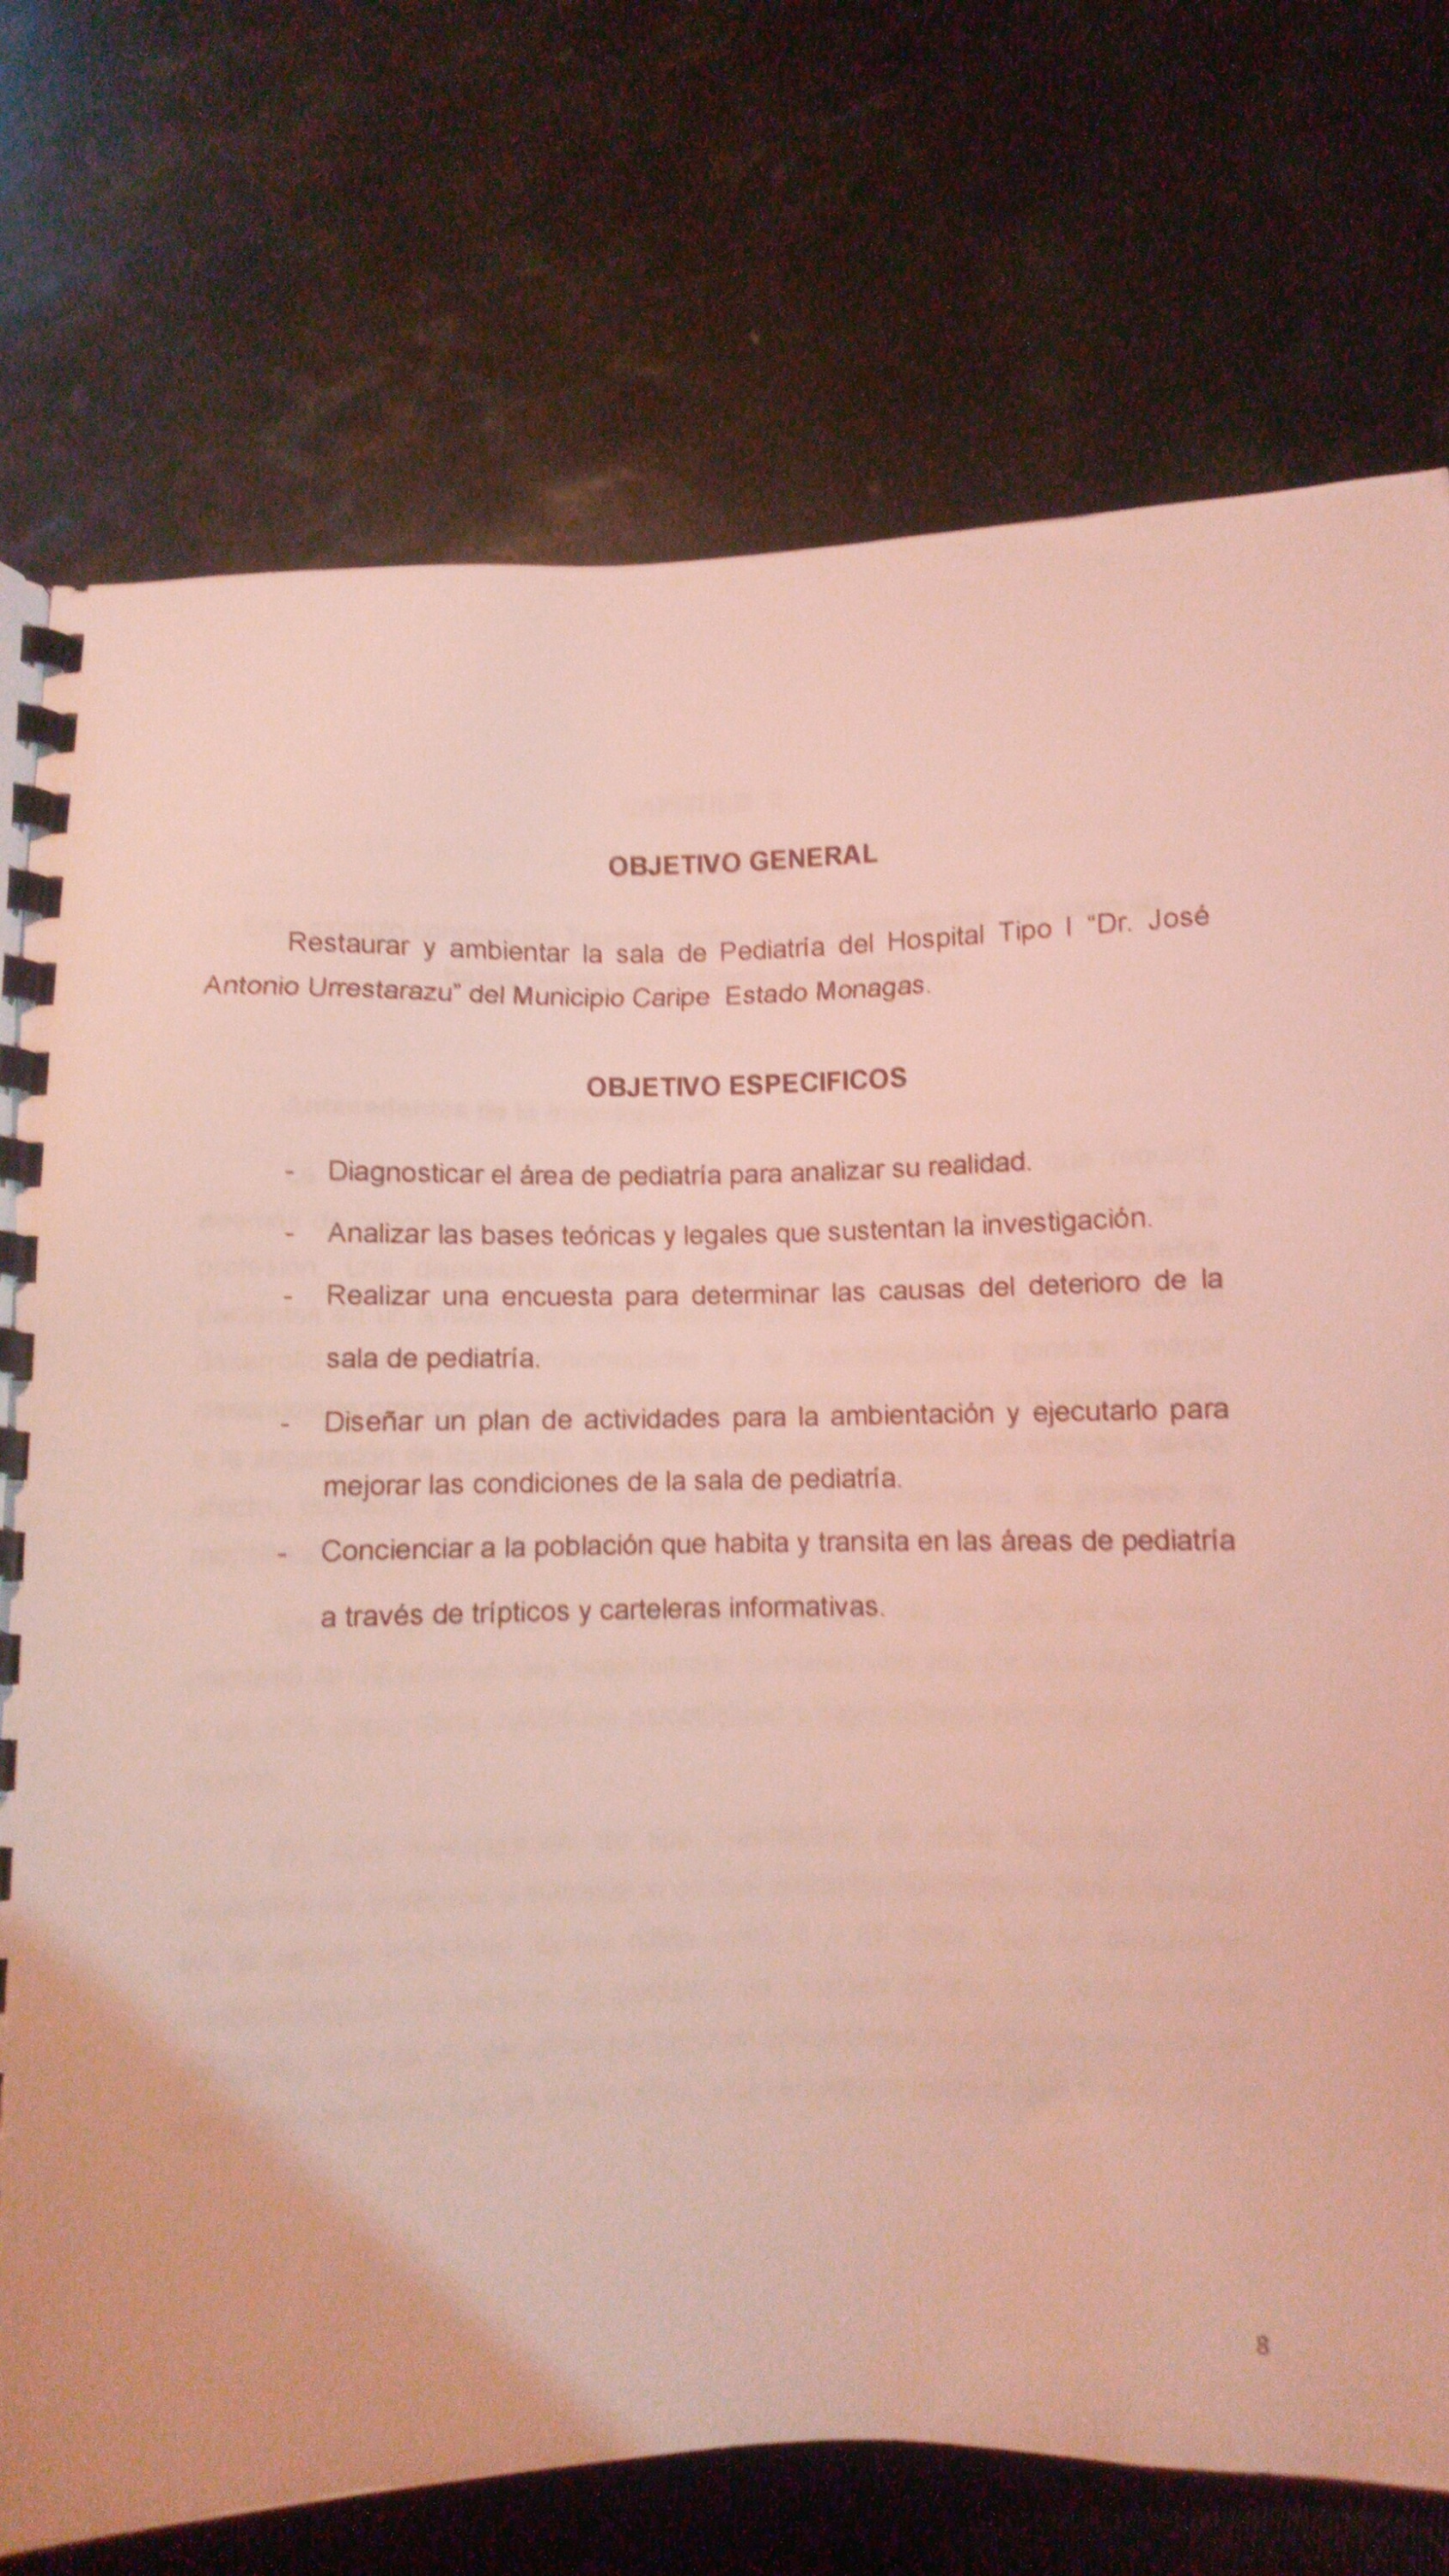 OBJETIVO GENERAL
Restaurar y ambientar la sala de Pediatría del Hospital Tipo I “Dr. José
Antonio Urrestarazu” del Municipio Caripe Estado Monagas.
OBJETIVO ESPECIFICOS
- Diagnosticar el área de pediatría para analizar su realidad.
- Analizar las bases teóricas y legales que sustentan la investigación.
- Realizar una encuesta para determinar las causas del deterioro de la
sala de pediatría.
- Diseñar un plan de actividades para la ambientación y ejecutarlo para
mejorar las condiciones de la sala de pediatría.
- Concienciar a la población que habita y transita en las áreas de pediatría
a través de trípticos y carteleras informativas.
8